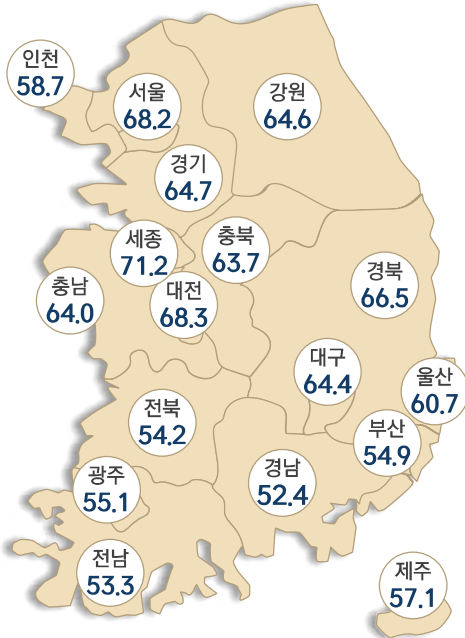 인천
58.7
서울
68.2
강원
64.6
경기
64.7
세종
71.2
충북
63.7
충남
64.0
대전
68.3
경북
66.5
대구
64.4
울산
60.7
전북
54.2
부산
54.9
광주
55.1
경남
52.4
전남
53.3
제주
57.1